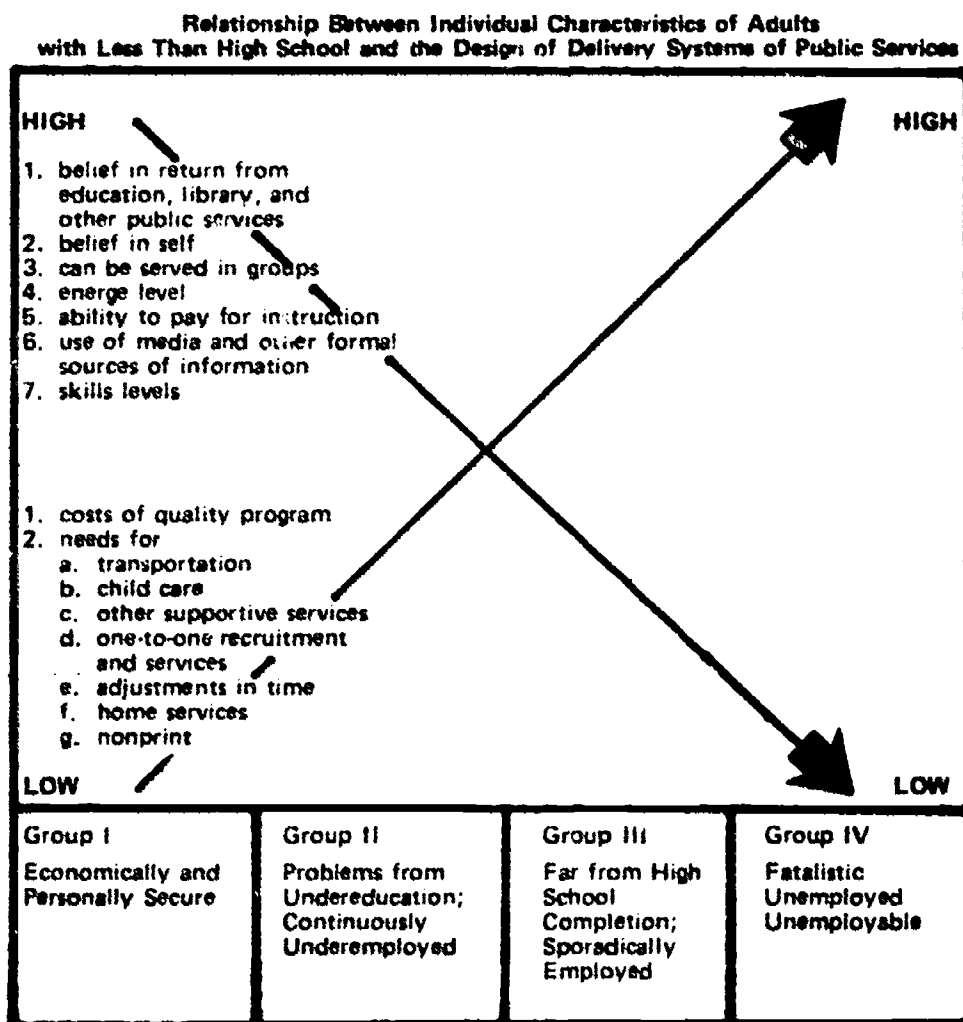 Relationship Between Individual Characteristics of Adults
with Less Than High School and the Design of Delivery Systems of Public Services
HIGH
HIGH
1. belief in return from
education, library, and
other public services
2. belief in self
3. can be served in groups
4. energe level
5. ability to pay for instruction
6. use of media and other formal
sources of information
7. skills levels
1. costs of quality program
2. needs for
a. transportation
b. child care
c. other supportive services
d. one-to-one recruitment
and services
e. adjustments in time
f. home services
g. nonprint
LOW
LOW
Group I
Economically and
Personally Secure
Group II
Problems from
Undereducation;
Continuously
Underemployed
Group III
Far from High
School
Completion;
Sporadically
Employed
Group IV
Fatalistic
Unemployed
Unemployable